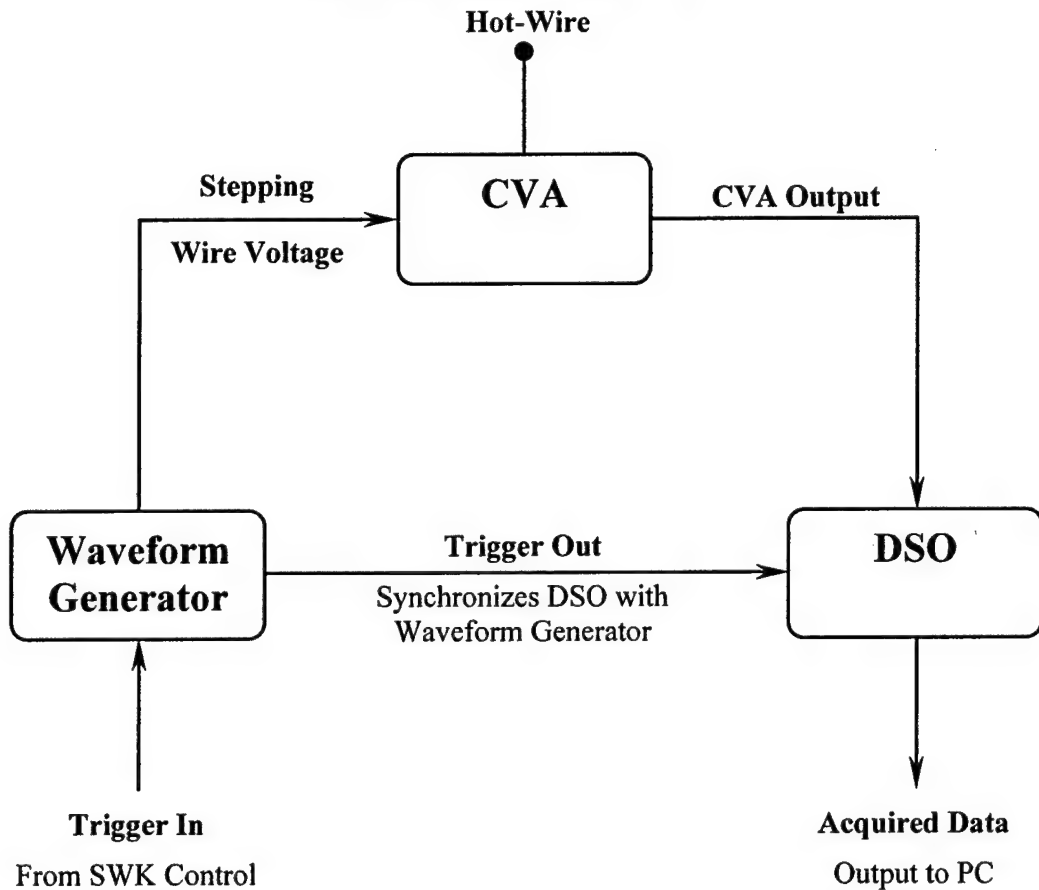 Hot-Wire
CVA
Stepping
Wire Voltage
CVA Output
Waveform
Generator
Trigger Out
Synchronizes DSO with
Waveform Generator
DSO
Trigger In
From SWK Control
Acquired Data
Output to PC